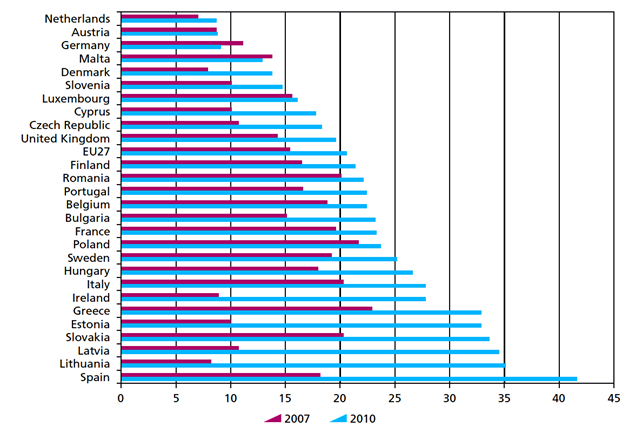 Netherlands
Austria
Germany
Malta
Denmark
Slovenia
Luxembourg
Cyprus
Czech Republic
United Kingdom
EU27
Finland
Romania
Portugal
Belgium
Bulgaria
France
Poland
Sweden
Hungary
Italy
Ireland
Greece
Estonia
Slovakia
Latvia
Lithuania
Spain
0 5 10 15 20 25 30 35 40 45
2007 2010